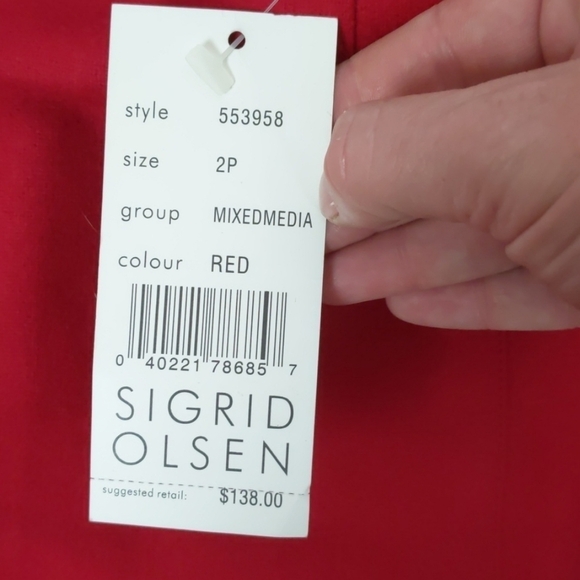 style 553958
size 2P
group MIXEDMEDIA
colour RED
0 40221 78685 7
SIGRID
OLSEN
suggested retail: $138.00